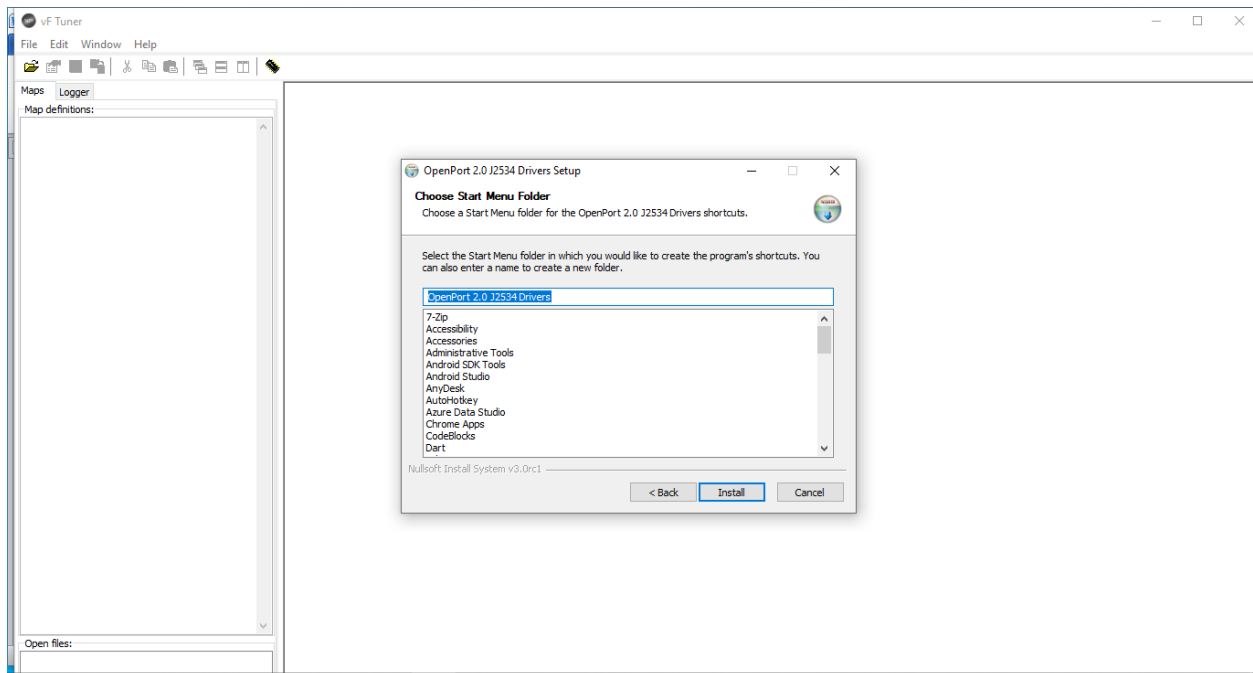 vF Tuner
File Edit Window Help
Maps Logger
Map definitions:
OpenPort 2.0 J2534 Drivers Setup
Choose Start Menu Folder
Choose a Start Menu folder for the OpenPort 2.0 J2534 Drivers shortcuts.
Select the Start Menu folder in which you would like to create the program's shortcuts. You
can also enter a name to create a new folder.
OpenPort 2.0 J2534 Drivers
7-Zip
Accessibility
Accessories
Administrative Tools
Android SDK Tools
Android Studio
AnyDesk
AutoHotkey
Azure Data Studio
Chrome Apps
CodeBlocks
Dart
Nullsoft Install System v3.0rc1
< Back Install Cancel
Open files: